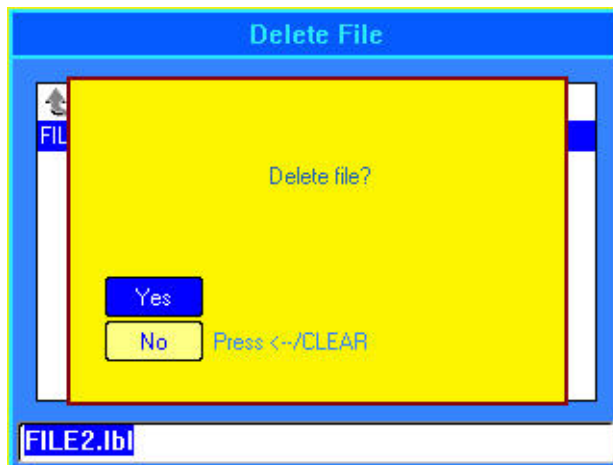 Delete File
FIL
Delete file?
Yes
No Press <--/CLEAR
FILE2.lbl